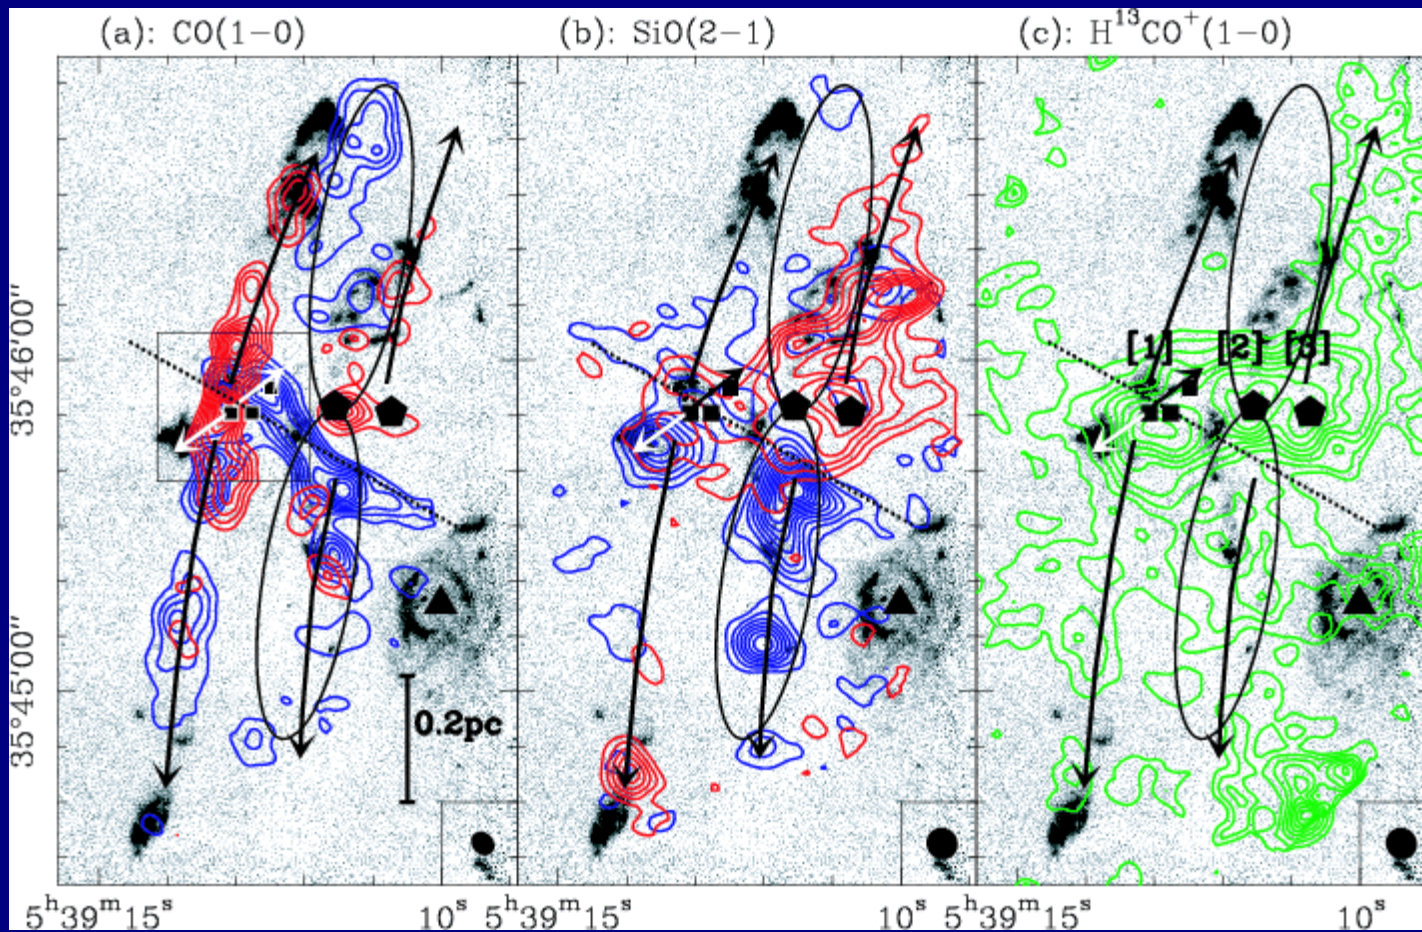 (a): CO(1−0) (b): SiO(2−1) (c): H¹³CO⁺(1−0)
35°46'00"
[1] [2] [3]
35°45'00"
0.2pc
5ʰ39ᵐ15ˢ 10ˢ 5ʰ39ᵐ15ˢ 10ˢ 5ʰ39ᵐ15ˢ 10ˢ